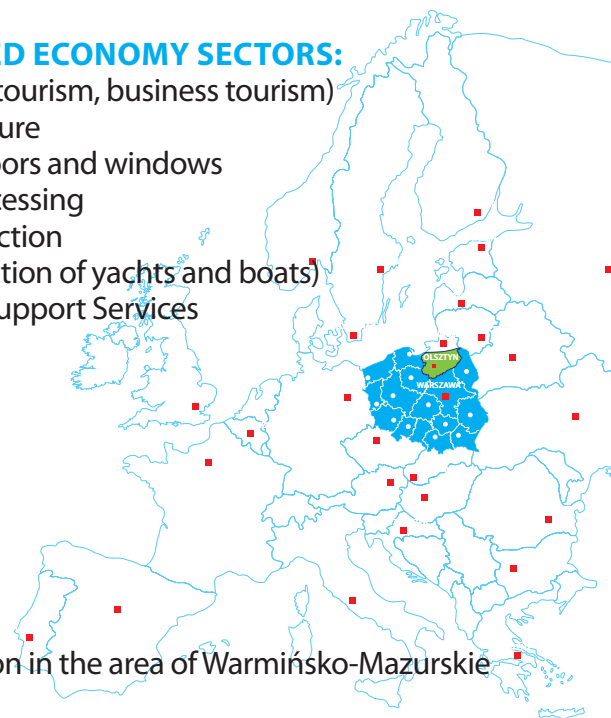 ED ECONOMY SECTORS:
tourism, business tourism)
ure
oors and windows
cessing
ction
tion of yachts and boats)
upport Services
OLSZTYN
WARSZAWA
on in the area of Warmińsko-Mazurskie